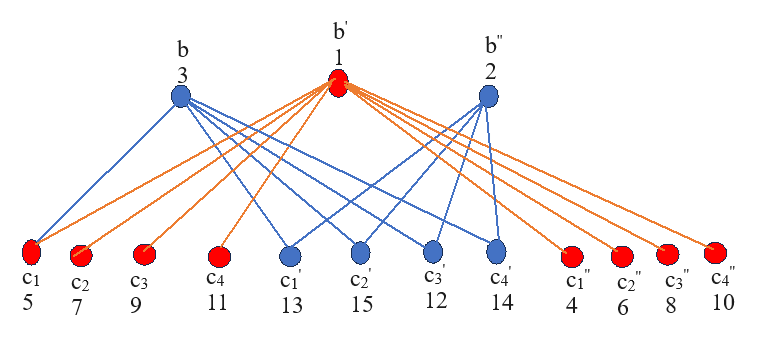 b b' b"
3 1 2
c₁ c₂ c₃ c₄ c₁' c₂' c₃' c₄' c₁" c₂" c₃" c₄"
5 7 9 11 13 15 12 14 4 6 8 10